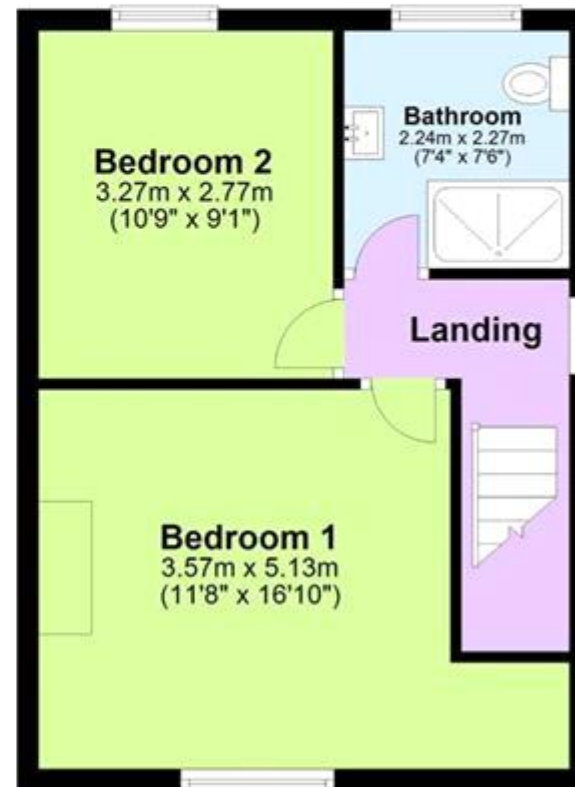 Bathroom
2.24m x 2.27m
(7'4" x 7'6")
Bedroom 2
3.27m x 2.77m
(10'9" x 9'1")
Landing
Bedroom 1
3.57m x 5.13m
(11'8" x 16'10")